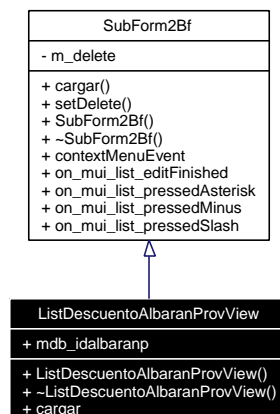 SubForm2Bf
- m_delete
+ cargar()
+ setDelete()
+ SubForm2Bf()
+ ~SubForm2Bf()
+ contextMenuEvent
+ on_mui_list_editFinished
+ on_mui_list_pressedAsterisk
+ on_mui_list_pressedMinus
+ on_mui_list_pressedSlash
ListDescuentoAlbaranProvView
+ mdb_idalbaranp
+ ListDescuentoAlbaranProvView()
+ ~ListDescuentoAlbaranProvView()
+ cargar